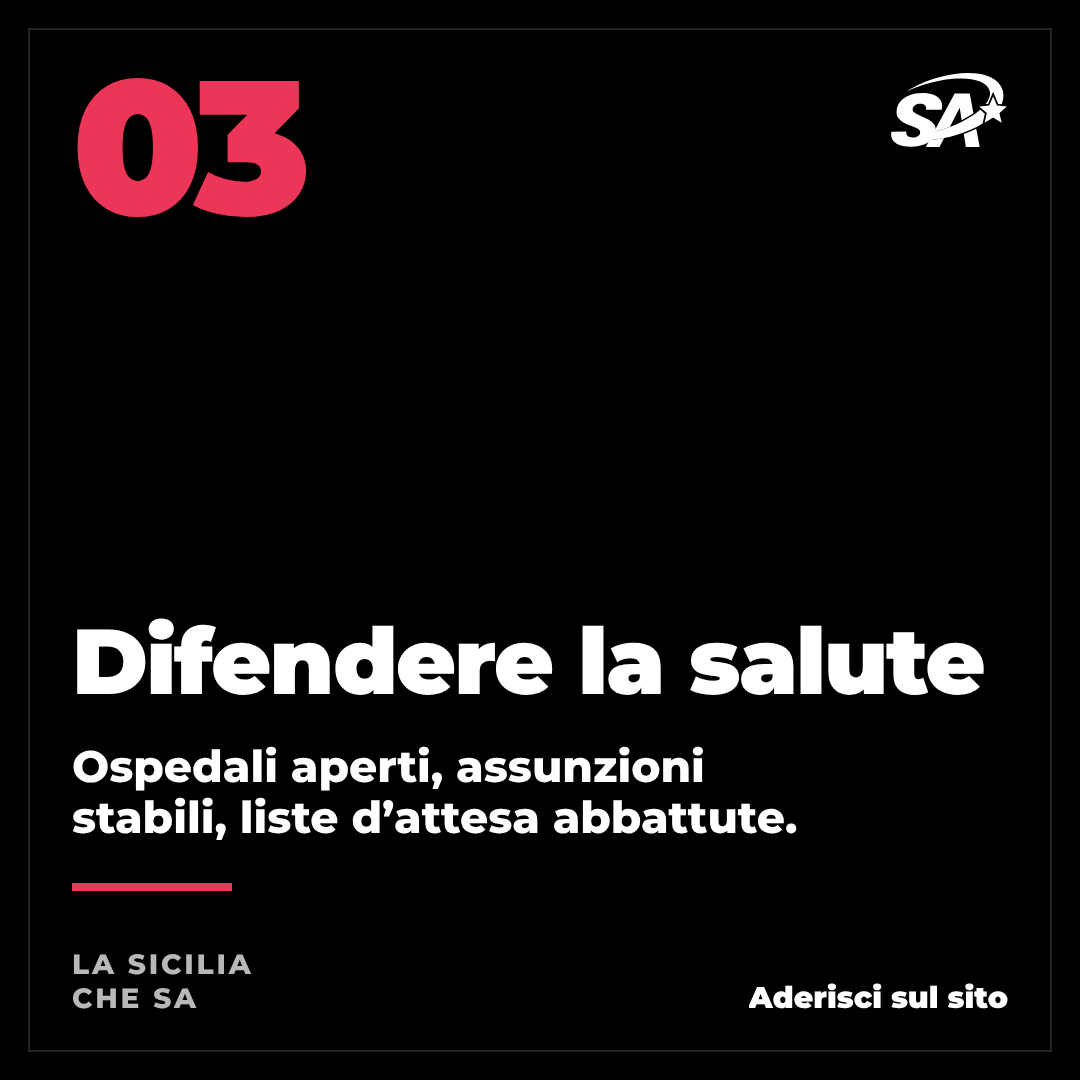 03
SA
Difendere la salute
Ospedali aperti, assunzioni
stabili, liste d’attesa abbattute.
LA SICILIA
CHE SA
Aderisci sul sito